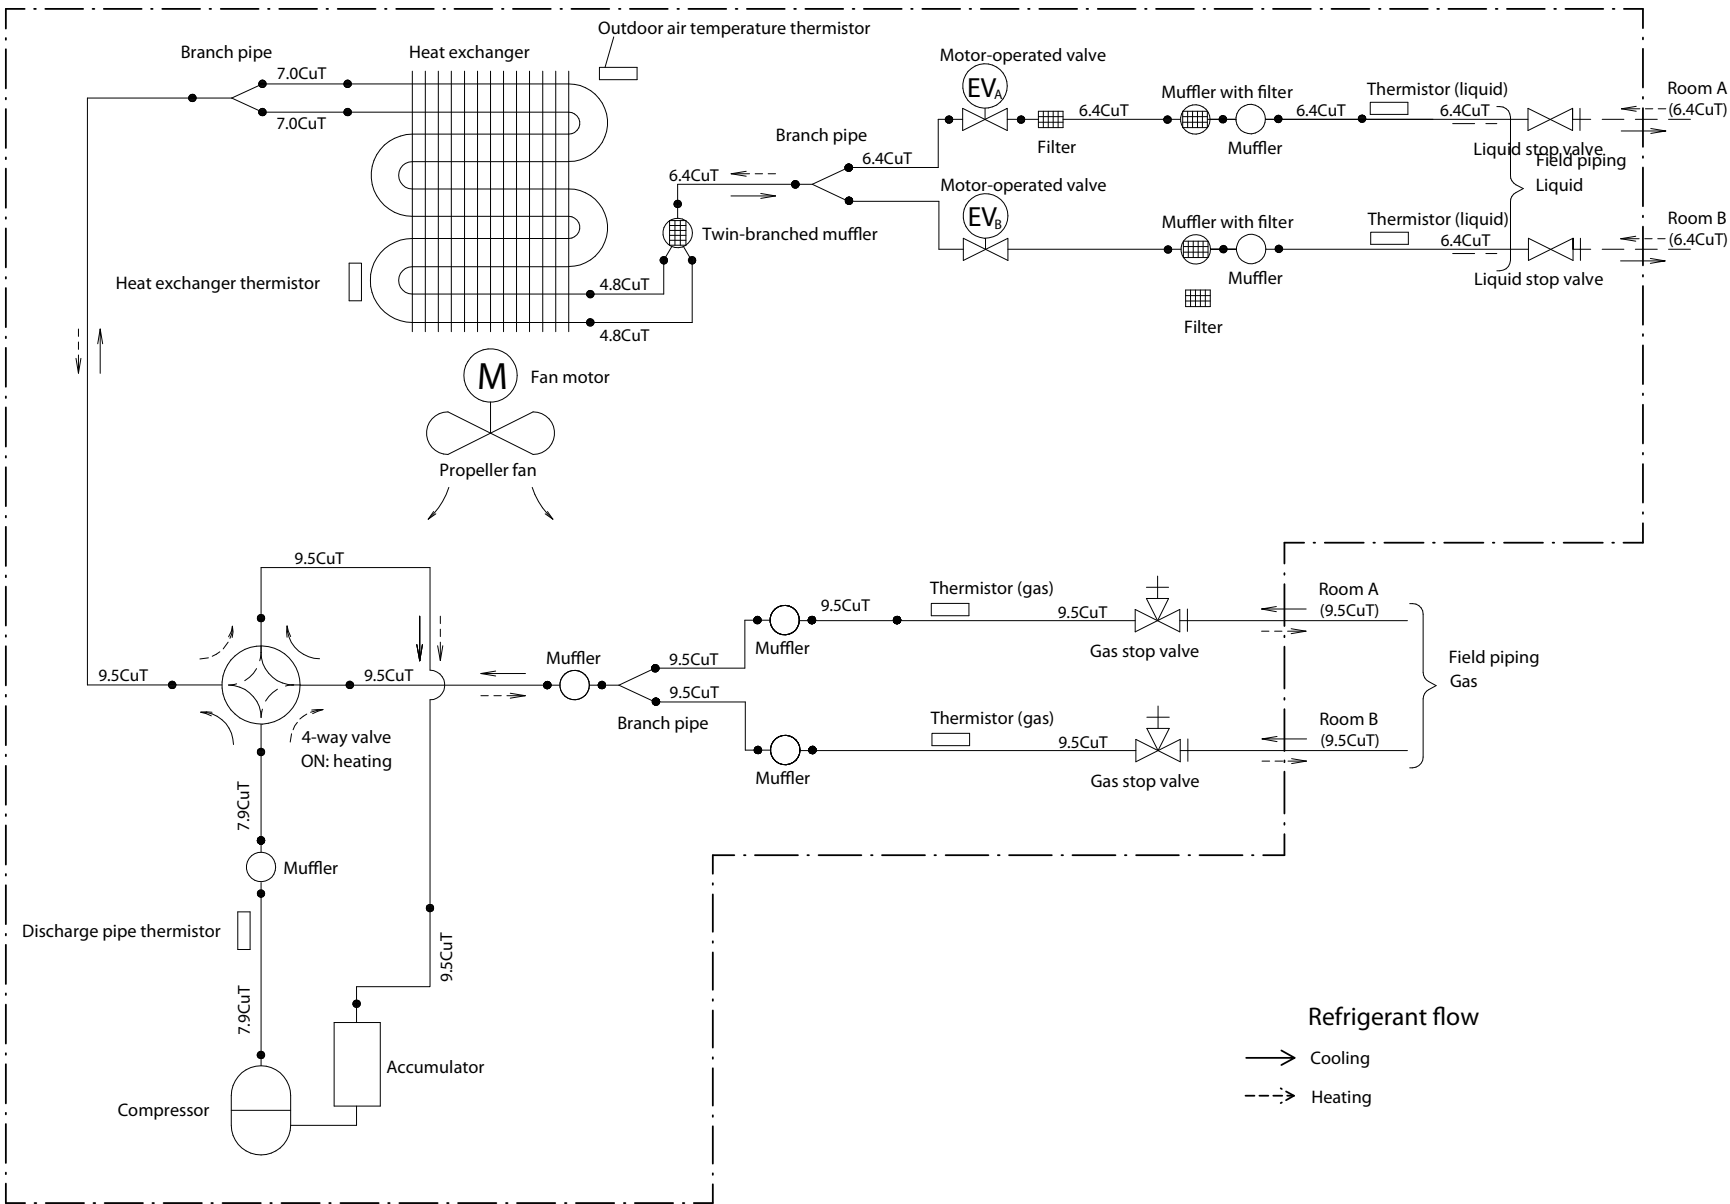 Outdoor air temperature thermistor
Branch pipe
Heat exchanger
7.0CuT
7.0CuT
Motor-operated valve
EVA
6.4CuT
Filter
Muffler with filter
Muffler
6.4CuT
Thermistor (liquid)
6.4CuT
Liquid stop valve
Room A
(6.4CuT)
Field piping
Liquid
Branch pipe
6.4CuT
6.4CuT
Motor-operated valve
EVB
Muffler with filter
Muffler
Filter
Thermistor (liquid)
6.4CuT
Liquid stop valve
Room B
(6.4CuT)
Twin-branched muffler
Heat exchanger thermistor
4.8CuT
4.8CuT
M
Fan motor
Propeller fan
9.5CuT
9.5CuT
9.5CuT
4-way valve
ON: heating
Muffler
Branch pipe
9.5CuT
9.5CuT
Muffler
9.5CuT
Thermistor (gas)
9.5CuT
Gas stop valve
Room A
(9.5CuT)
Field piping
Gas
Muffler
Thermistor (gas)
9.5CuT
Gas stop valve
Room B
(9.5CuT)
7.9CuT
Muffler
Discharge pipe thermistor
7.9CuT
9.5CuT
Accumulator
Compressor
Refrigerant flow
Cooling
Heating